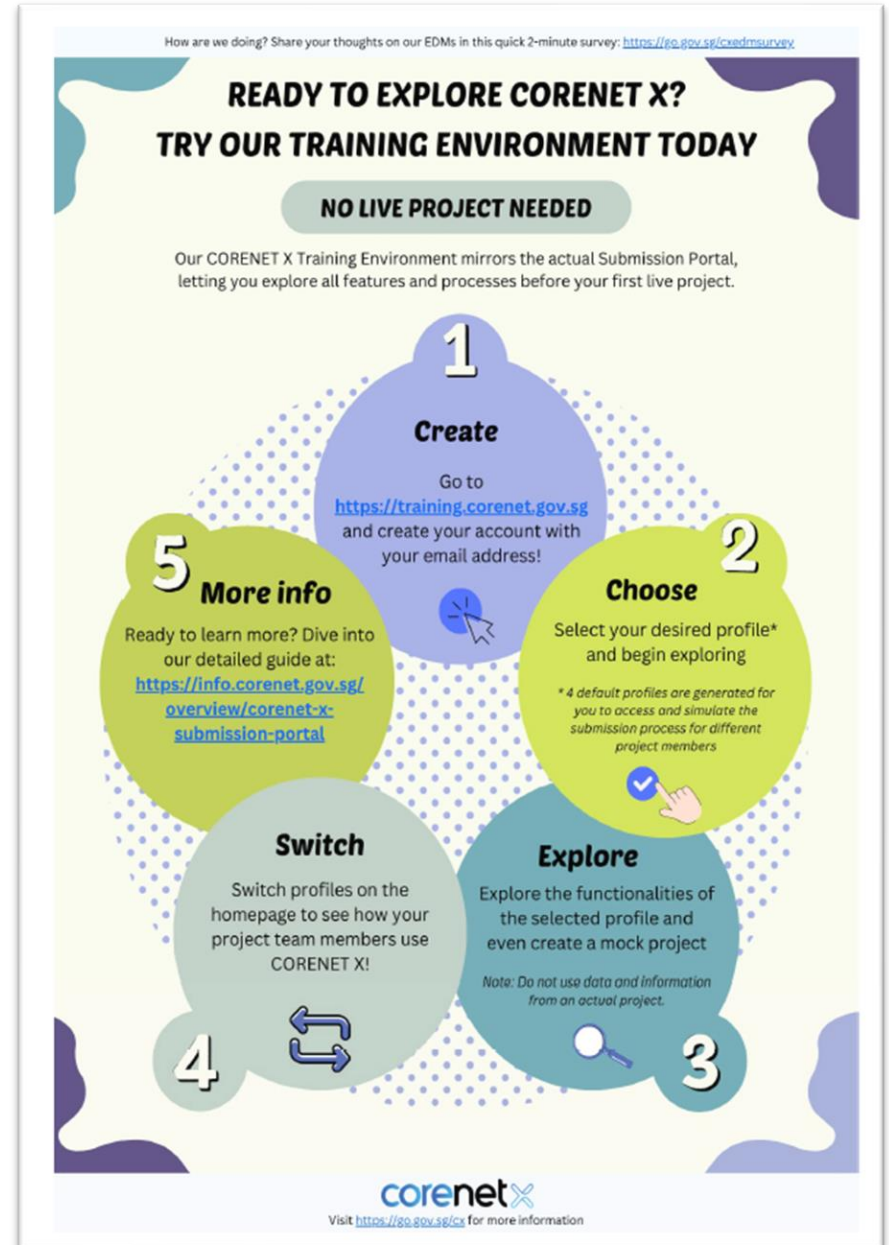 How are we doing? Share your thoughts on our EDMs in this quick 2-minute survey: https://go.gov.sg/cxedmsurvey
READY TO EXPLORE CORENET X?
TRY OUR TRAINING ENVIRONMENT TODAY
NO LIVE PROJECT NEEDED
Our CORENET X Training Environment mirrors the actual Submission Portal,
letting you explore all features and processes before your first live project.
1
Create
Go to
https://training.corenet.gov.sg
and create your account with
your email address!
2
Choose
Select your desired profile*
and begin exploring
* 4 default profiles are generated for
you to access and simulate the
submission process for different
project members
3
Explore
Explore the functionalities of
the selected profile and
even create a mock project
Note: Do not use data and information
from an actual project.
4
Switch
Switch profiles on the
homepage to see how your
project team members use
CORENET X!
5
More info
Ready to learn more? Dive into
our detailed guide at:
https://info.corenet.gov.sg/
overview/corenet-x-
submission-portal
corenet X
Visit https://go.gov.sg/cx for more information